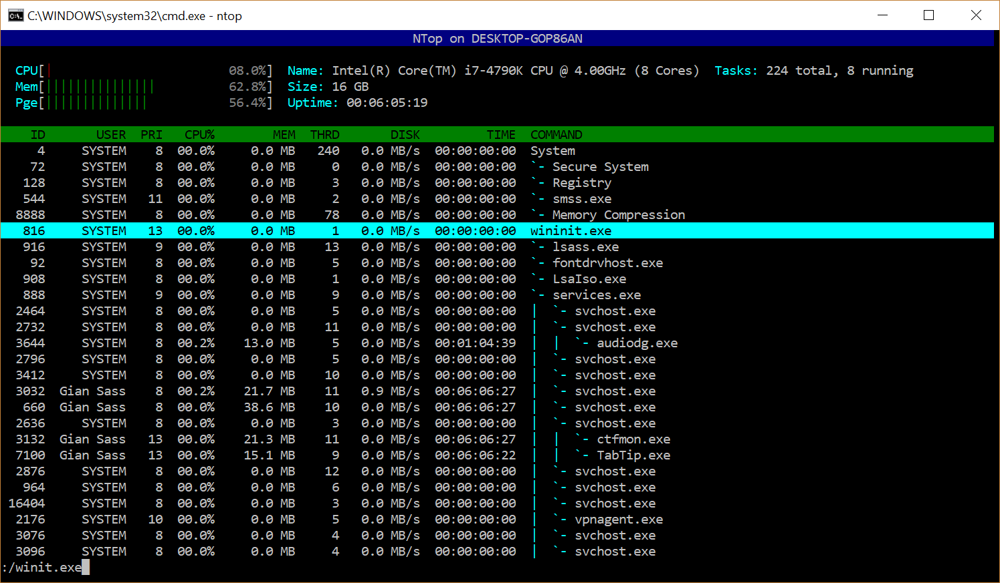 C:\WINDOWS\system32\cmd.exe - ntop
NTop on DESKTOP-GOP86AN
CPU[| 08.0%] Name: Intel(R) Core(TM) i7-4790K CPU @ 4.00GHz (8 Cores) Tasks: 224 total, 8 running
Mem[||||||||||||||| 62.8%] Size: 16 GB
Pge[|||||||||||||| 56.4%] Uptime: 00:06:05:19
ID USER PRI CPU% MEM THRD DISK TIME COMMAND
4 SYSTEM 8 00.0% 0.0 MB 240 0.0 MB/s 00:00:00:00 System
72 SYSTEM 8 00.0% 0.0 MB 0 0.0 MB/s 00:00:00:00 `- Secure System
128 SYSTEM 8 00.0% 0.0 MB 3 0.0 MB/s 00:00:00:00 `- Registry
544 SYSTEM 11 00.0% 0.0 MB 2 0.0 MB/s 00:00:00:00 `- smss.exe
8888 SYSTEM 8 00.0% 0.0 MB 78 0.0 MB/s 00:00:00:00 `- Memory Compression
816 SYSTEM 13 00.0% 0.0 MB 1 0.0 MB/s 00:00:00:00 wininit.exe
916 SYSTEM 9 00.0% 0.0 MB 13 0.0 MB/s 00:00:00:00 `- lsass.exe
92 SYSTEM 8 00.0% 0.0 MB 5 0.0 MB/s 00:00:00:00 `- fontdrvhost.exe
908 SYSTEM 8 00.0% 0.0 MB 1 0.0 MB/s 00:00:00:00 `- LsaIso.exe
888 SYSTEM 9 00.0% 0.0 MB 9 0.0 MB/s 00:00:00:00 `- services.exe
2464 SYSTEM 8 00.0% 0.0 MB 5 0.0 MB/s 00:00:00:00 | `- svchost.exe
2732 SYSTEM 8 00.0% 0.0 MB 11 0.0 MB/s 00:00:00:00 | `- svchost.exe
3644 SYSTEM 8 00.2% 13.0 MB 5 0.0 MB/s 00:01:04:39 | | `- audiodg.exe
2796 SYSTEM 8 00.0% 0.0 MB 5 0.0 MB/s 00:00:00:00 | `- svchost.exe
3412 SYSTEM 8 00.0% 0.0 MB 10 0.0 MB/s 00:00:00:00 | `- svchost.exe
3032 Gian Sass 8 00.2% 21.7 MB 11 0.9 MB/s 00:06:06:27 | `- svchost.exe
660 Gian Sass 8 00.0% 38.6 MB 10 0.0 MB/s 00:06:06:27 | `- svchost.exe
2636 SYSTEM 8 00.0% 0.0 MB 3 0.0 MB/s 00:00:00:00 | `- svchost.exe
3132 Gian Sass 13 00.0% 21.3 MB 11 0.0 MB/s 00:06:06:27 | | `- ctfmon.exe
7100 Gian Sass 13 00.0% 15.1 MB 9 0.0 MB/s 00:06:06:22 | | `- TabTip.exe
2876 SYSTEM 8 00.0% 0.0 MB 12 0.0 MB/s 00:00:00:00 | `- svchost.exe
964 SYSTEM 8 00.0% 0.0 MB 6 0.0 MB/s 00:00:00:00 | `- svchost.exe
16404 SYSTEM 8 00.0% 0.0 MB 3 0.0 MB/s 00:00:00:00 | `- svchost.exe
2176 SYSTEM 10 00.0% 0.0 MB 5 0.0 MB/s 00:00:00:00 | `- vpnagent.exe
3076 SYSTEM 8 00.0% 0.0 MB 4 0.0 MB/s 00:00:00:00 | `- svchost.exe
3096 SYSTEM 8 00.0% 0.0 MB 4 0.0 MB/s 00:00:00:00 | `- svchost.exe
:/winit.exe